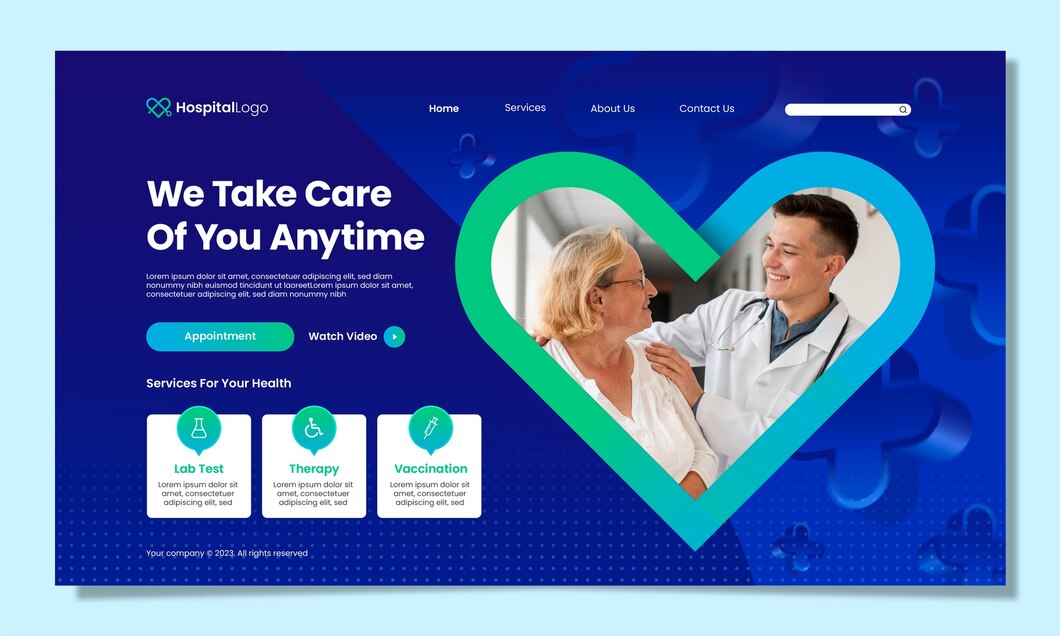 HospitalLogo
Home
Services
About Us
Contact Us
We Take Care
Of You Anytime
Lorem ipsum dolor sit amet, consectetuer adipiscing elit, sed diam
nonummy nibh euismod tincidunt ut laoreetLorem ipsum dolor sit amet,
consectetuer adipiscing elit, sed diam nonummy nibh
Appointment
Watch Video
Services For Your Health
Lab Test
Lorem ipsum dolor sit
amet, consectetuer
adipiscing elit, sed
Therapy
Lorem ipsum dolor sit
amet, consectetuer
adipiscing elit, sed
Vaccination
Lorem ipsum dolor sit
amet, consectetuer
adipiscing elit, sed
Your company © 2023. All rights reserved